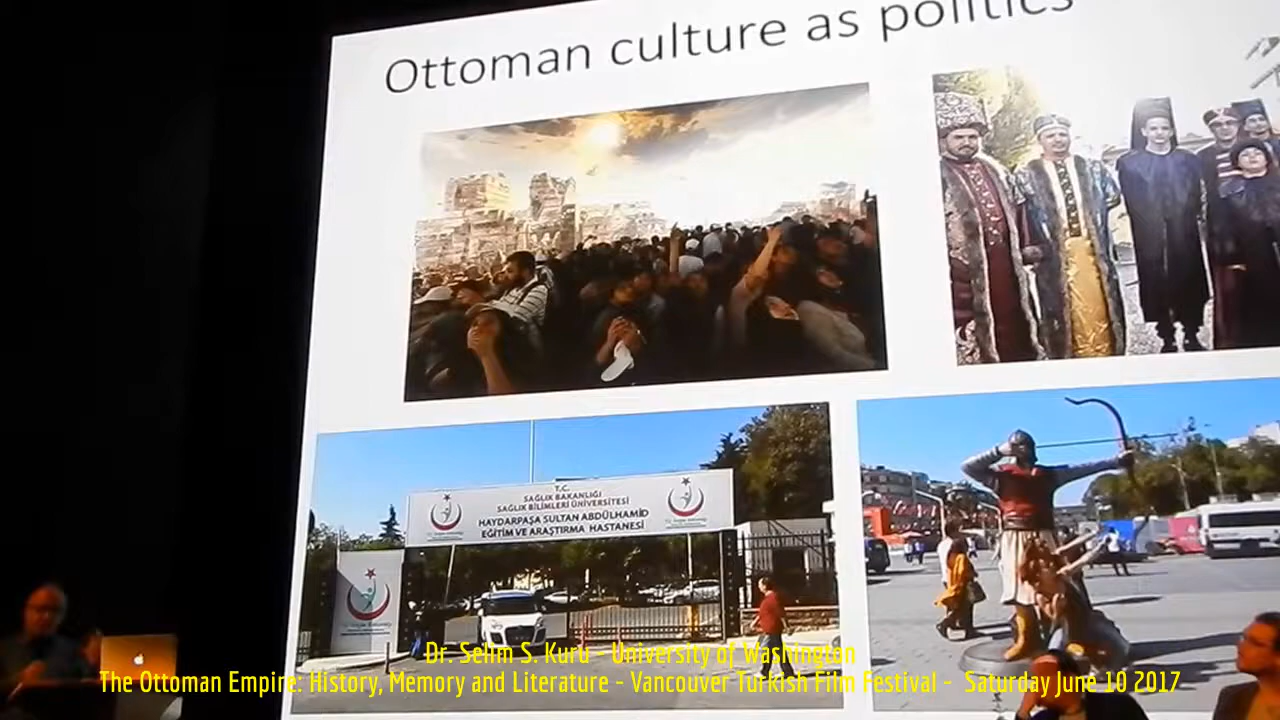 Ottoman culture as politics
T.C.
SAĞLIK BAKANLIĞI
SAĞLIK BİLİMLERİ ÜNİVERSİTESİ
HAYDARPAŞA SULTAN ABDÜLHAMİD
EĞİTİM VE ARAŞTIRMA HASTANESİ
Dr. Selim S. Kuru - University of Washington
The Ottoman Empire: History, Memory and Literature - Vancouver Turkish Film Festival - Saturday June 10 2017